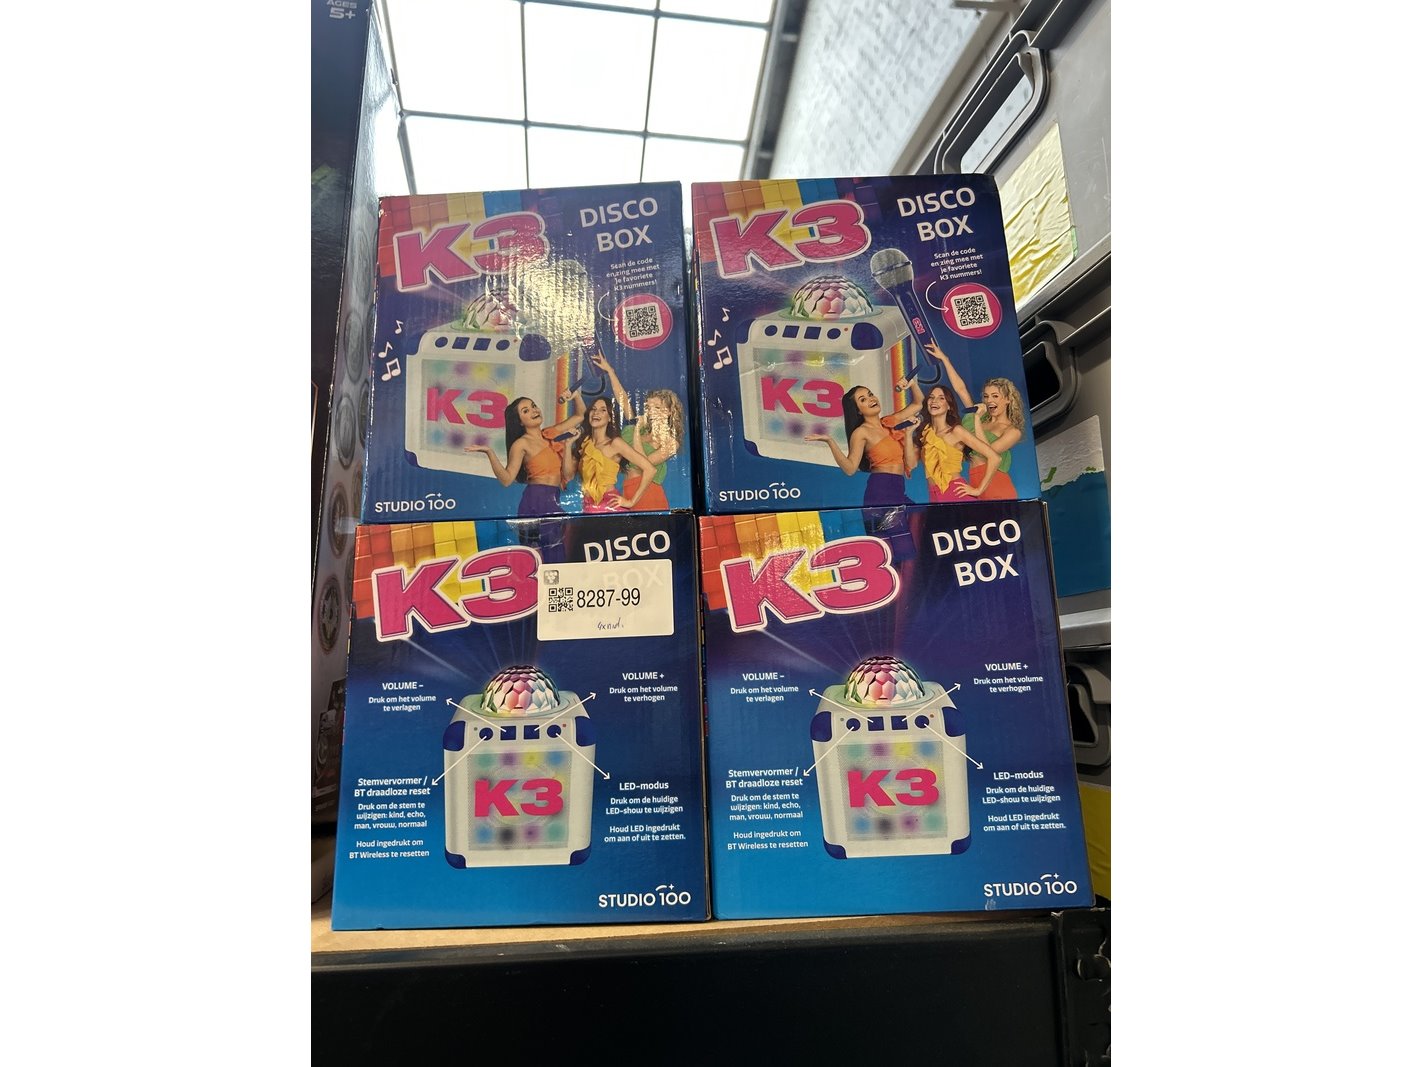 AGES
5+
K3
DISCO
BOX
Scan de code
en zing mee met
je favoriete
K3 nummers!
K3
STUDIO 100
K3
DISCO
BOX
Scan de code
en zing mee met
je favoriete
K3 nummers!
K3
STUDIO 100
K3
DISCO
BOX
8287-99
VOLUME –
Druk om het volume
te verlagen
VOLUME +
Druk om het volume
te verhogen
Stemvervormer /
BT draadloze reset
Druk om de stem te
wijzigen: kind, echo,
man, vrouw, normaal
Houd ingedrukt om
BT Wireless te resetten
K3
LED-modus
Druk om de huidige
LED-show te wijzigen
Houd LED ingedrukt
om aan of uit te zetten.
STUDIO 100
K3
DISCO
BOX
VOLUME –
Druk om het volume
te verlagen
VOLUME +
Druk om het volume
te verhogen
Stemvervormer /
BT draadloze reset
Druk om de stem te
wijzigen: kind, echo,
man, vrouw, normaal
Houd ingedrukt om
BT Wireless te resetten
K3
LED-modus
Druk om de huidige
LED-show te wijzigen
Houd LED ingedrukt
om aan of uit te zetten.
STUDIO 100